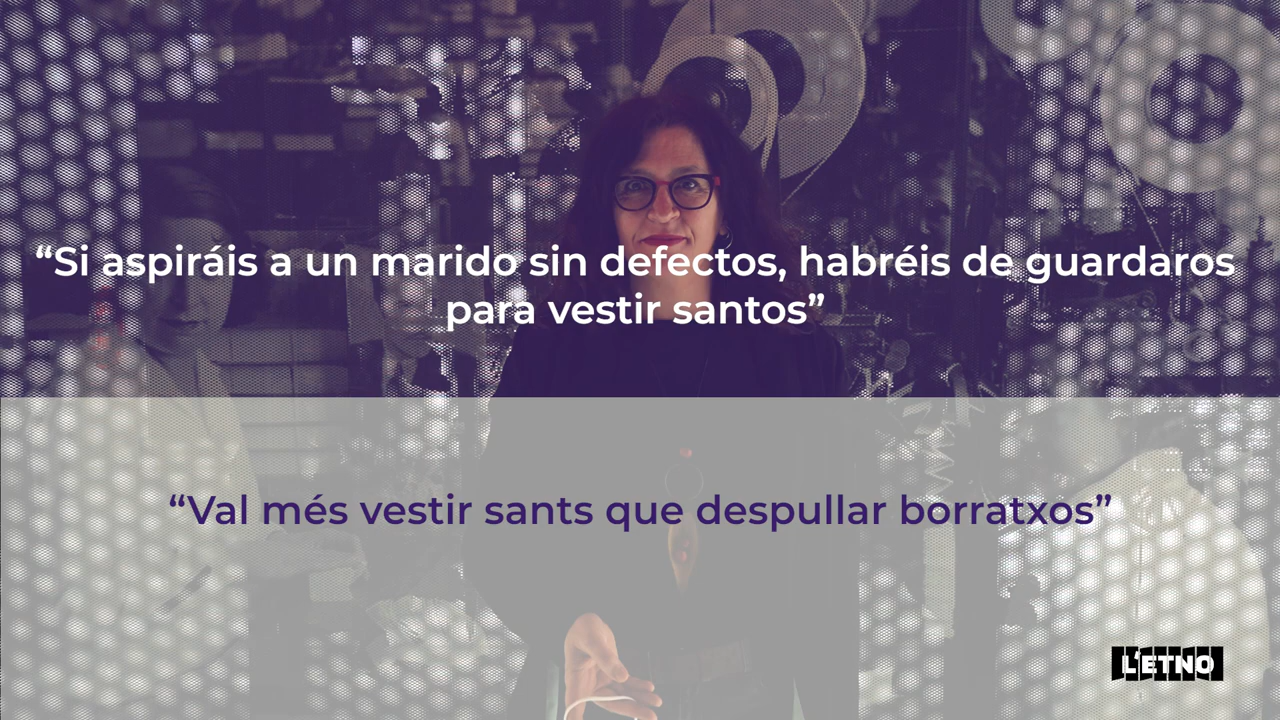 “Si aspiráis a un marido sin defectos, habréis de guardaros
para vestir santos”
“Val més vestir sants que despullar borratxos”
L'ETNO